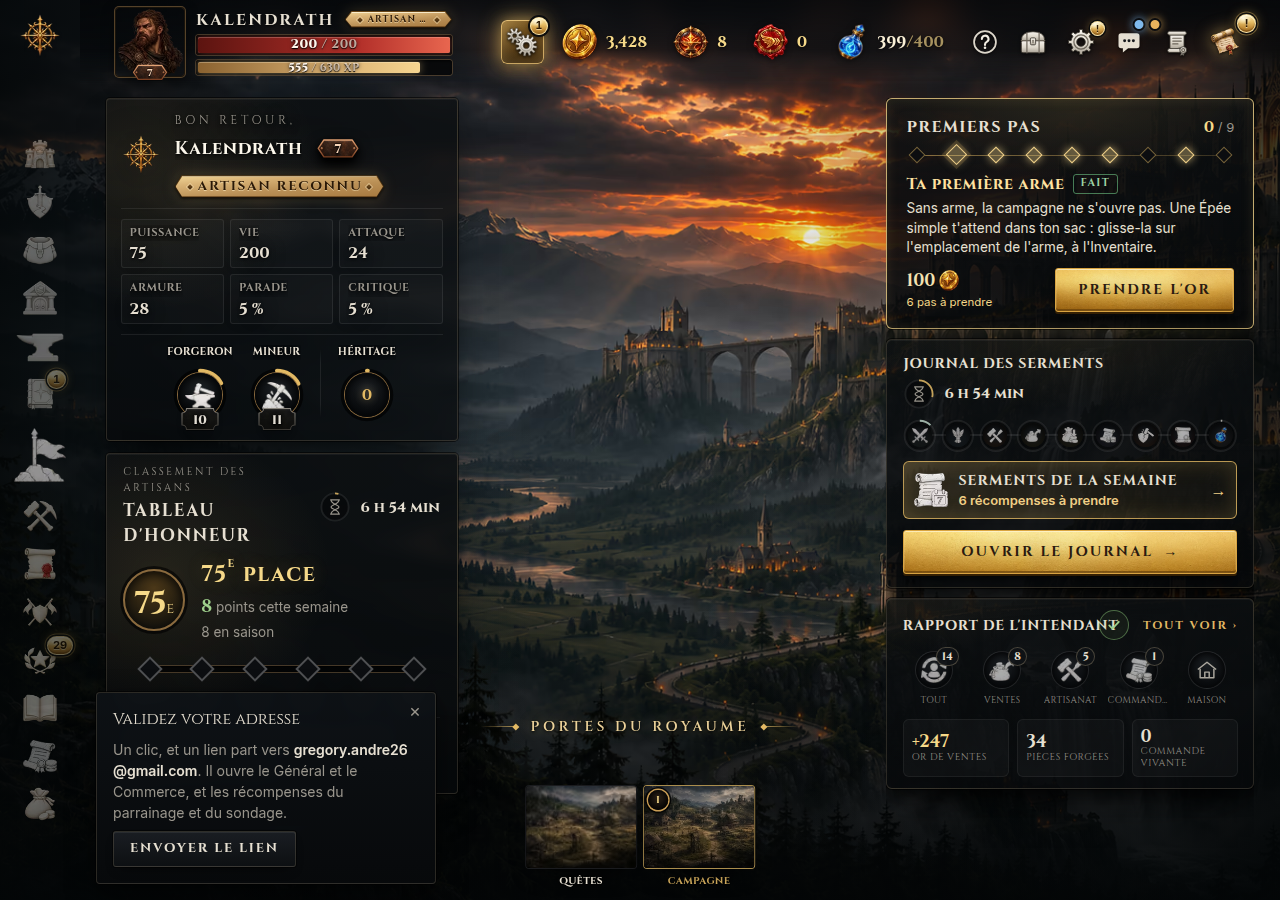 KALENDRATH
ARTISAN ...
200 / 200
555 / 630 XP
7
1
3,428
8
0
399/400
!
!
BON RETOUR,
KALENDRATH
7
ARTISAN RECONNU
PUISSANCE
75
VIE
200
ATTAQUE
24
ARMURE
28
PARADE
5 %
CRITIQUE
5 %
FORGERON
10
MINEUR
11
HÉRITAGE
0
1
29
CLASSEMENT DES
ARTISANS
TABLEAU
D'HONNEUR
6 H 54 MIN
75E
75E PLACE
8 points cette semaine
8 en saison
VALIDEZ VOTRE ADRESSE
×
Un clic, et un lien part vers gregory.andre26
@gmail.com. Il ouvre le Général et le
Commerce, et les récompenses du
parrainage et du sondage.
ENVOYER LE LIEN
PORTES DU ROYAUME
QUÊTES
1
CAMPAGNE
PREMIERS PAS
0 / 9
TA PREMIÈRE ARME
FAIT
Sans arme, la campagne ne s'ouvre pas. Une Épée
simple t'attend dans ton sac : glisse-la sur
l'emplacement de l'arme, à l'Inventaire.
100
6 pas à prendre
PRENDRE L'OR
JOURNAL DES SERMENTS
6 H 54 MIN
7
SERMENTS DE LA SEMAINE
6 récompenses à prendre
→
OUVRIR LE JOURNAL →
RAPPORT DE L'INTENDANT
TOUT VOIR ›
14
TOUT
8
VENTES
5
ARTISANAT
1
COMMAND...
MAISON
+247
OR DE VENTES
34
PIÈCES FORGÉES
0
COMMANDE
VIVANTE